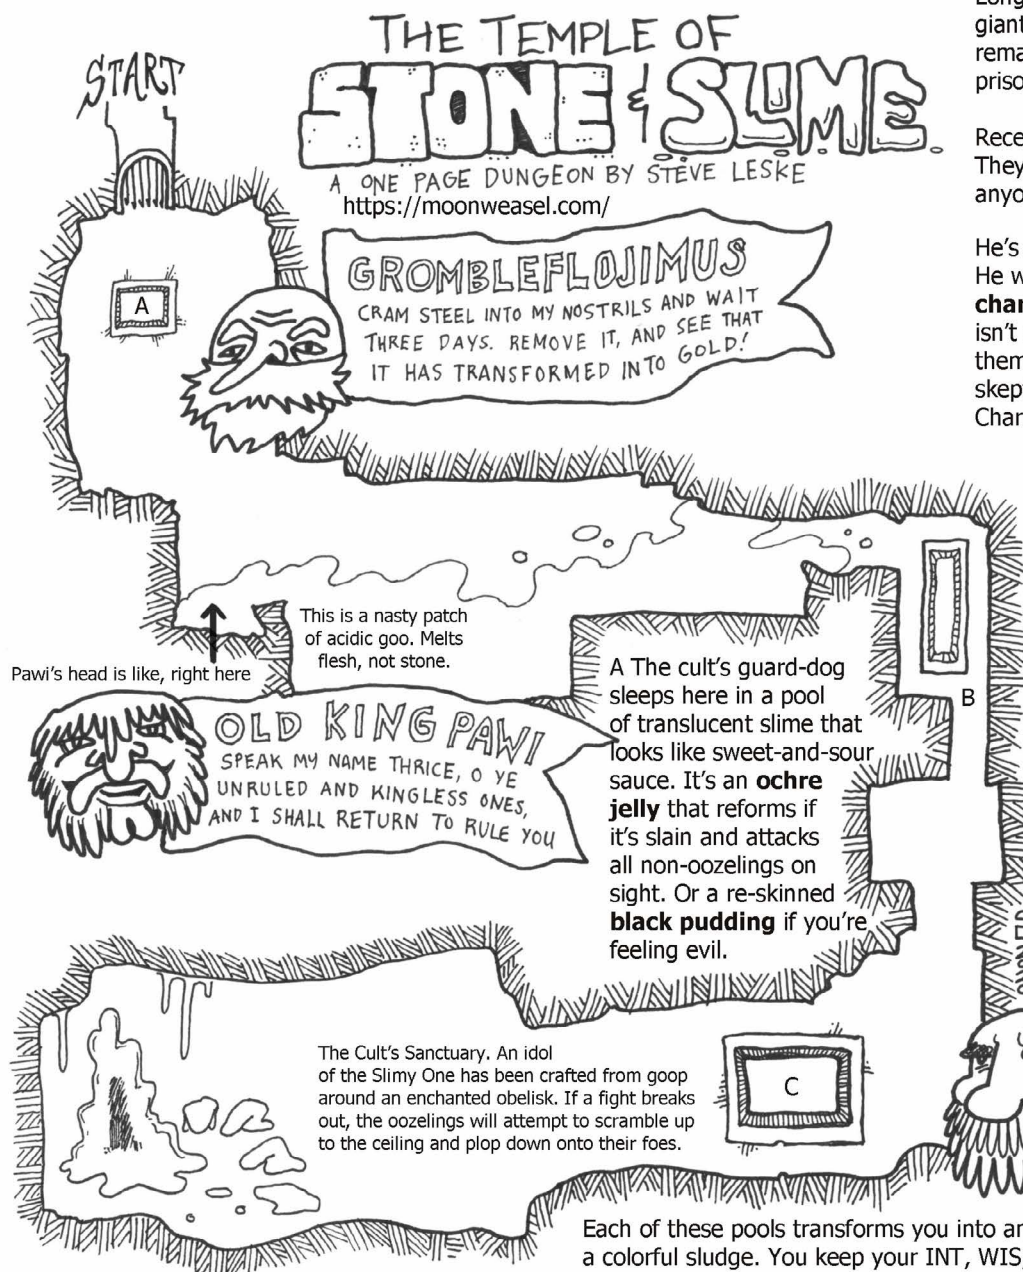 THE TEMPLE OF
STONE & SLIME
A ONE PAGE DUNGEON BY STEVE LESKE
https://moonweasel.com/
START
giant
Rece
They
He's
He w
isn't
them
GROMBLEFLOJIMUS
CRAM STEEL INTO MY NOSTRILS AND WAIT
THREE DAYS. REMOVE IT, AND SEE THAT
IT HAS TRANSFORMED INTO GOLD!
A
This is a nasty patch
of acidic goo. Melts
flesh, not stone.
Pawi's head is like, right here
OLD KING PAWI
SPEAK MY NAME THRICE, O YE
UNRULED AND KINGLESS ONES,
AND I SHALL RETURN TO RULE YOU
B
A The cult's guard-dog
sleeps here in a pool
of translucent slime that
looks like sweet-and-sour
sauce. It's an ochre
jelly that reforms if
it's slain and attacks
all non-oozelings on
sight. Or a re-skinned
black pudding if you're
feeling evil.
The Cult's Sanctuary. An idol
of the Slimy One has been crafted from goop
around an enchanted obelisk. If a fight breaks
out, the oozelings will attempt to scramble up
to the ceiling and plop down onto their foes.
C
Each of these pools transforms you into an
a colorful sludge. You keep your INT, WIS,